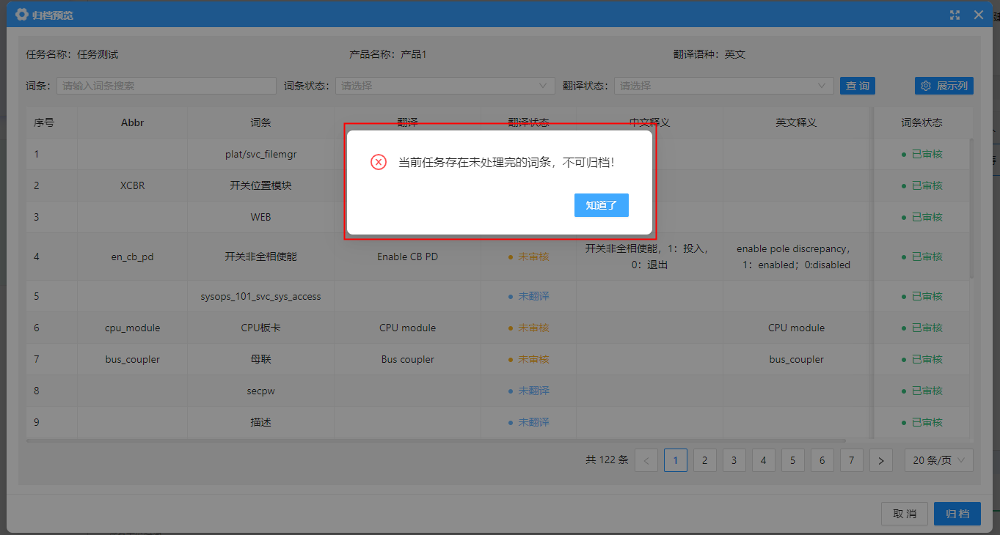 归档预览
任务名称：任务测试 产品名称：产品1 翻译语种：英文
词条： 请输入词条搜索 词条状态： 请选择 翻译状态： 请选择 查 询 展示列
序号 Abbr 词条 翻译 翻译状态 中文释义 英文释义 词条状态
1 plat/svc_filemgr 已审核
2 XCBR 开关位置模块 已审核
3 WEB 已审核
当前任务存在未处理完的词条，不可归档！
知道了
4 en_cb_pd 开关非全相使能 Enable CB PD 未审核 开关非全相使能，1：投入， enable pole discrepancy， 已审核
0：退出 1：enabled；0:disabled
5 sysops_101_svc_sys_access 未翻译 已审核
6 cpu_module CPU板卡 CPU module 未审核 CPU module 已审核
7 bus_coupler 母联 Bus coupler 未审核 bus_coupler 已审核
8 secpw 未翻译 已审核
9 描述 未翻译 已审核
共 122 条 < 1 2 3 4 5 6 7 > 20 条/页
取 消 归 档